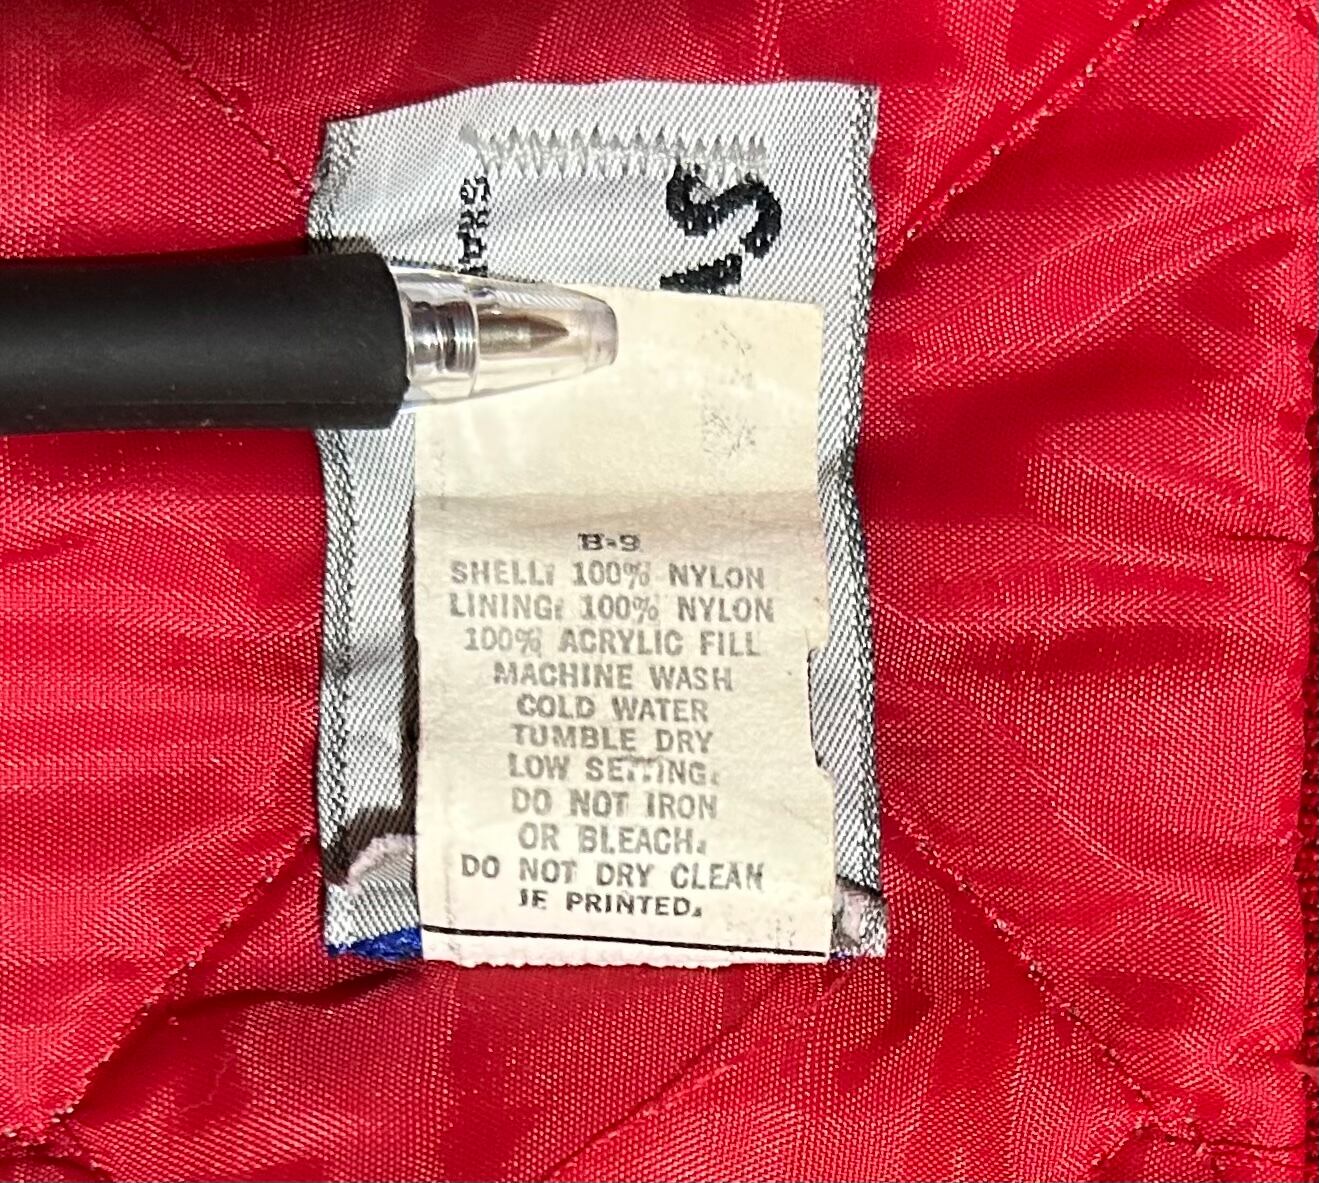 B-9
SHELL: 100% NYLON
LINING: 100% NYLON
100% ACRYLIC FILL
MACHINE WASH
COLD WATER
TUMBLE DRY
LOW SETTING.
DO NOT IRON
OR BLEACH.
DO NOT DRY CLEAN
IF PRINTED.